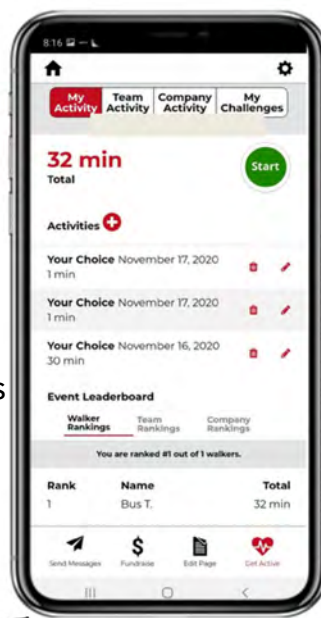 8:16
My Activity
Team Activity
Company Activity
My Challenges
32 min
Total
Start
Activities
Your Choice November 17, 2020
1 min
Your Choice November 17, 2020
1 min
Your Choice November 16, 2020
30 min
s
Event Leaderboard
Walker Rankings
Team Rankings
Company Rankings
You are ranked #1 out of 1 walkers.
Rank Name Total
1 Bus T. 32 min
Send Messages
Fundraise
Edit Page
Get Active